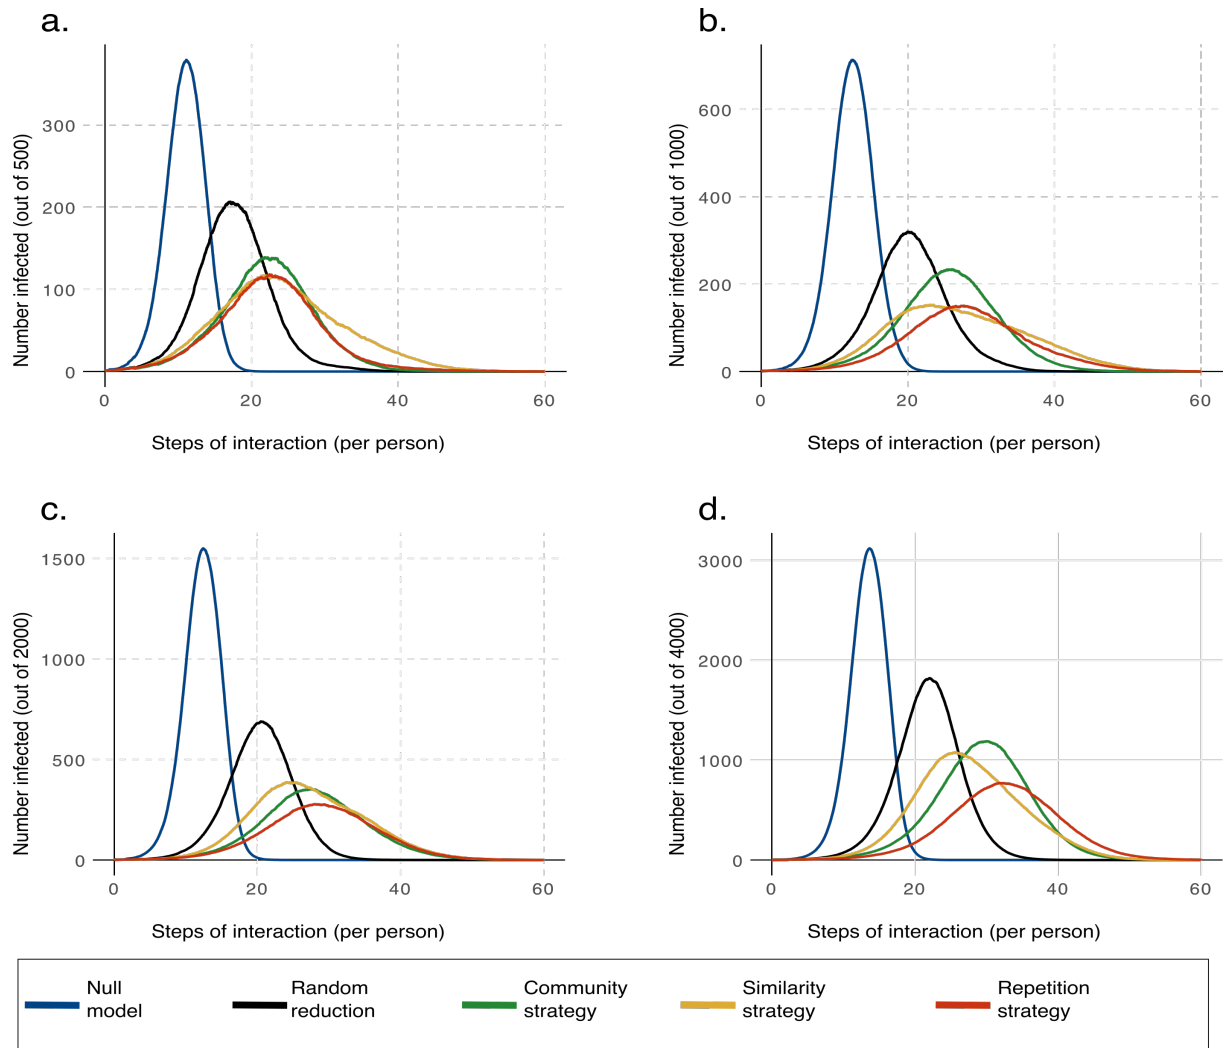 a.
Number infected (out of 500)
300
200
100
0
0 20 40 60
Steps of interaction (per person)
b.
Number infected (out of 1000)
600
400
200
0
0 20 40 60
Steps of interaction (per person)
c.
Number infected (out of 2000)
1500
1000
500
0
0 20 40 60
Steps of interaction (per person)
d.
Number infected (out of 4000)
3000
2000
1000
0
0 20 40 60
Steps of interaction (per person)
Null
model
Random
reduction
Community
strategy
Similarity
strategy
Repetition
strategy